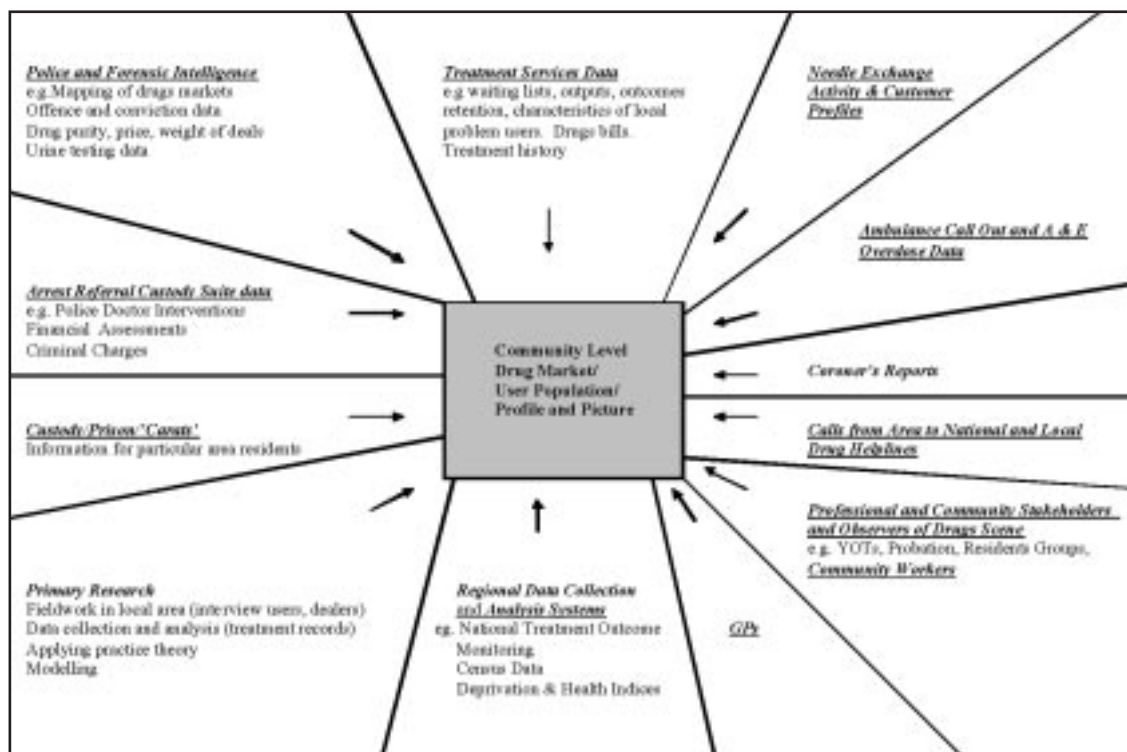 Police and Forensic Intelligence
e.g.Mapping of drugs markets
Offence and conviction data
Drug purity, price, weight of deals
Urine testing data
Treatment Services Data
e.g waiting lists, outputs, outcomes
retention, characteristics of local
problem users. Drugs bills.
Treatment history
Needle Exchange
Activity & Customer
Profiles
Ambulance Call Out and A & E
Overdose Data
Arrest Referral Custody Suite data
e.g. Police Doctor Interventions
Financial Assessments
Criminal Charges
Community Level
Drug Market/
User Population/
Profile and Picture
Coroner's Reports
Custody/Prison/'Carats'
Information for particular area residents
Calls from Area to National and Local
Drug Helplines
Professional and Community Stakeholders
and Observers of Drugs Scene
e.g. YOTs, Probation, Residents Groups,
Community Workers
Primary Research
Fieldwork in local area (interview users, dealers)
Data collection and analysis (treatment records)
Applying practice theory
Modelling
Regional Data Collection
and Analysis Systems
eg. National Treatment Outcome
Monitoring
Census Data
Deprivation & Health Indices
GPs